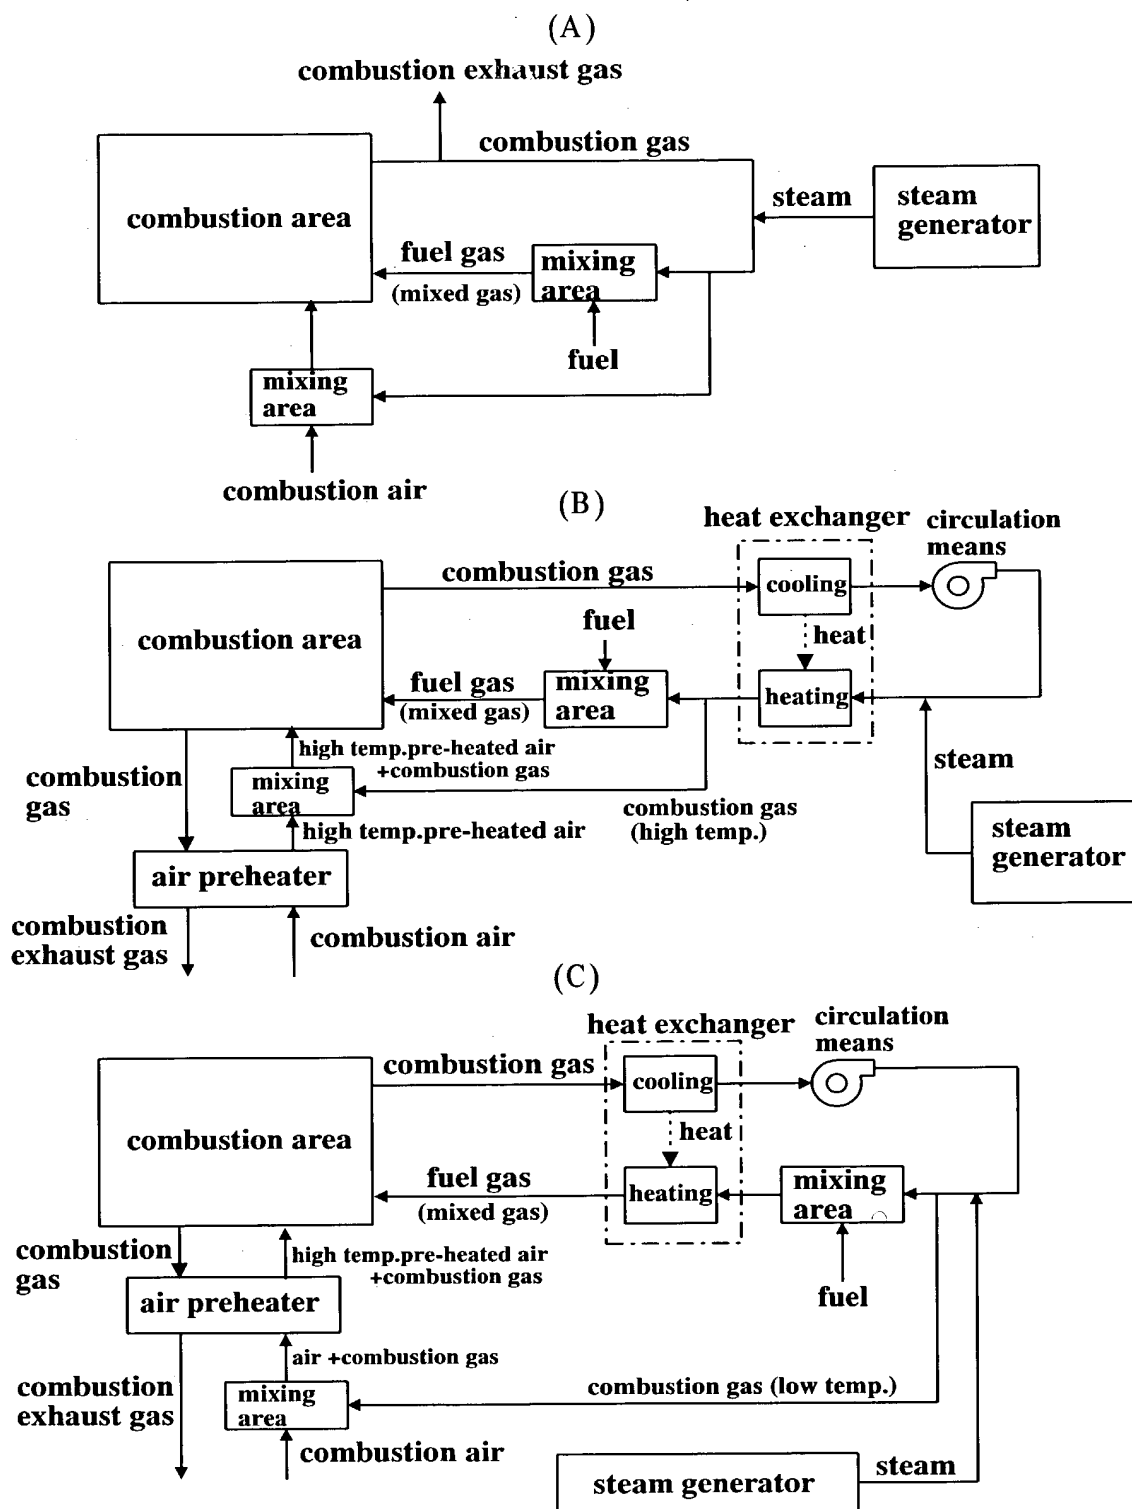 (A)
combustion exhaust gas
combustion gas
combustion area
steam
steam
generator
fuel gas
(mixed gas)
mixing
area
fuel
mixing
area
combustion air
(B)
heat exchanger
circulation
means
combustion gas
cooling
combustion area
fuel
heat
fuel gas
(mixed gas)
mixing
area
heating
high temp.pre-heated air
+combustion gas
steam
combustion
gas
mixing
area
combustion gas
(high temp.)
high temp.pre-heated air
steam
generator
air preheater
combustion
exhaust gas
combustion air
(C)
heat exchanger
circulation
means
combustion gas
cooling
combustion area
heat
fuel gas
(mixed gas)
heating
mixing
area
combustion
gas
high temp.pre-heated air
+combustion gas
fuel
air preheater
air +combustion gas
combustion
exhaust gas
mixing
area
combustion gas (low temp.)
combustion air
steam generator
steam